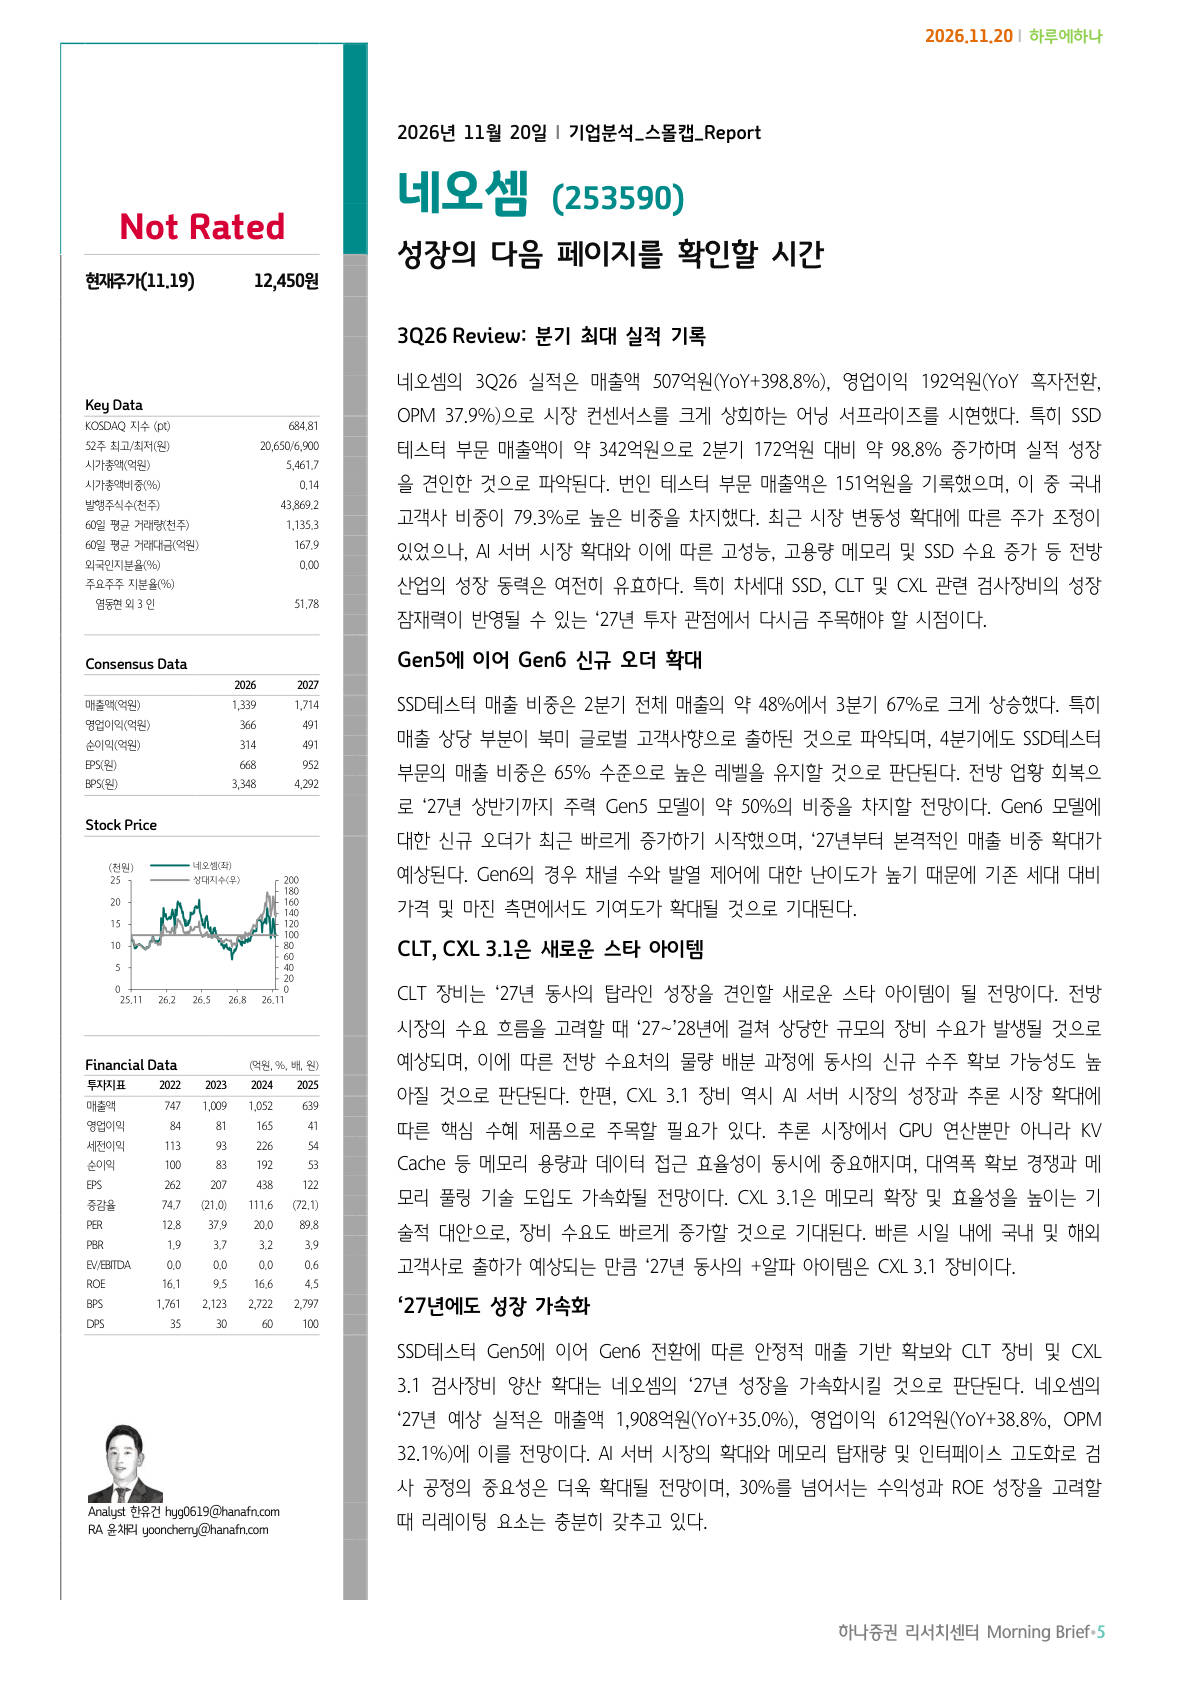 2026.11.20 | 하루에하나
Not Rated
현재주가(11.19) 12,450원
Key Data
KOSDAQ 지수 (pt) 684.81
52주 최고/최저(원) 20,650/6,900
시가총액(억원) 5,461.7
시가총액비중(%) 0.14
발행주식수(천주) 43,869.2
60일 평균 거래량(천주) 1,135.3
60일 평균 거래대금(억원) 167.9
외국인지분율(%) 0.00
주요주주 지분율(%)
염동현 외 3 인 51.78
Consensus Data
2026 2027
매출액(억원) 1,339 1,714
영업이익(억원) 366 491
순이익(억원) 314 491
EPS(원) 668 952
BPS(원) 3,348 4,292
Stock Price
(천원)
네오셈(좌)
상대지수(우)
25
20
15
10
5
0
200
180
160
140
120
100
80
60
40
20
0
25.11 26.2 26.5 26.8 26.11
Financial Data (억원, %, 배, 원)
투자지표 2022 2023 2024 2025
매출액 747 1,009 1,052 639
영업이익 84 81 165 41
세전이익 113 93 226 54
순이익 100 83 192 53
EPS 262 207 438 122
증감율 74.7 (21.0) 111.6 (72.1)
PER 12.8 37.9 20.0 89.8
PBR 1.9 3.7 3.2 3.9
EV/EBITDA 0.0 0.0 0.0 0.6
ROE 16.1 9.5 16.6 4.5
BPS 1,761 2,123 2,722 2,797
DPS 35 30 60 100
Analyst 한유건 hyg0619@hanafn.com
RA 윤채리 yooncherry@hanafn.com
2026년 11월 20일 | 기업분석_스몰캡_Report
네오셈 (253590)
성장의 다음 페이지를 확인할 시간
3Q26 Review: 분기 최대 실적 기록
네오셈의 3Q26 실적은 매출액 507억원(YoY+398.8%), 영업이익 192억원(YoY 흑자전환,
OPM 37.9%)으로 시장 컨센서스를 크게 상회하는 어닝 서프라이즈를 시현했다. 특히 SSD
테스터 부문 매출액이 약 342억원으로 2분기 172억원 대비 약 98.8% 증가하며 실적 성장
을 견인한 것으로 파악된다. 번인 테스터 부문 매출액은 151억원을 기록했으며, 이 중 국내
고객사 비중이 79.3%로 높은 비중을 차지했다. 최근 시장 변동성 확대에 따른 주가 조정이
있었으나, AI 서버 시장 확대와 이에 따른 고성능, 고용량 메모리 및 SSD 수요 증가 등 전방
산업의 성장 동력은 여전히 유효하다. 특히 차세대 SSD, CLT 및 CXL 관련 검사장비의 성장
잠재력이 반영될 수 있는 ‘27년 투자 관점에서 다시금 주목해야 할 시점이다.
Gen5에 이어 Gen6 신규 오더 확대
SSD테스터 매출 비중은 2분기 전체 매출의 약 48%에서 3분기 67%로 크게 상승했다. 특히
매출 상당 부분이 북미 글로벌 고객사향으로 출하된 것으로 파악되며, 4분기에도 SSD테스터
부문의 매출 비중은 65% 수준으로 높은 레벨을 유지할 것으로 판단된다. 전방 업황 회복으
로 ‘27년 상반기까지 주력 Gen5 모델이 약 50%의 비중을 차지할 전망이다. Gen6 모델에
대한 신규 오더가 최근 빠르게 증가하기 시작했으며, ‘27년부터 본격적인 매출 비중 확대가
예상된다. Gen6의 경우 채널 수와 발열 제어에 대한 난이도가 높기 때문에 기존 세대 대비
가격 및 마진 측면에서도 기여도가 확대될 것으로 기대된다.
CLT, CXL 3.1은 새로운 스타 아이템
CLT 장비는 ‘27년 동사의 탑라인 성장을 견인할 새로운 스타 아이템이 될 전망이다. 전방
시장의 수요 흐름을 고려할 때 ‘27~’28년에 걸쳐 상당한 규모의 장비 수요가 발생될 것으로
예상되며, 이에 따른 전방 수요처의 물량 배분 과정에 동사의 신규 수주 확보 가능성도 높
아질 것으로 판단된다. 한편, CXL 3.1 장비 역시 AI 서버 시장의 성장과 추론 시장 확대에
따른 핵심 수혜 제품으로 주목할 필요가 있다. 추론 시장에서 GPU 연산뿐만 아니라 KV
Cache 등 메모리 용량과 데이터 접근 효율성이 동시에 중요해지며, 대역폭 확보 경쟁과 메
모리 풀링 기술 도입도 가속화될 전망이다. CXL 3.1은 메모리 확장 및 효율성을 높이는 기
술적 대안으로, 장비 수요도 빠르게 증가할 것으로 기대된다. 빠른 시일 내에 국내 및 해외
고객사로 출하가 예상되는 만큼 ‘27년 동사의 +알파 아이템은 CXL 3.1 장비이다.
‘27년에도 성장 가속화
SSD테스터 Gen5에 이어 Gen6 전환에 따른 안정적 매출 기반 확보와 CLT 장비 및 CXL
3.1 검사장비 양산 확대는 네오셈의 ‘27년 성장을 가속화시킬 것으로 판단된다. 네오셈의
‘27년 예상 실적은 매출액 1,908억원(YoY+35.0%), 영업이익 612억원(YoY+38.8%, OPM
32.1%)에 이를 전망이다. AI 서버 시장의 확대와 메모리 탑재량 및 인터페이스 고도화로 검
사 공정의 중요성은 더욱 확대될 전망이며, 30%를 넘어서는 수익성과 ROE 성장을 고려할
때 리레이팅 요소는 충분히 갖추고 있다.
하나증권 리서치센터 Morning Brief•5